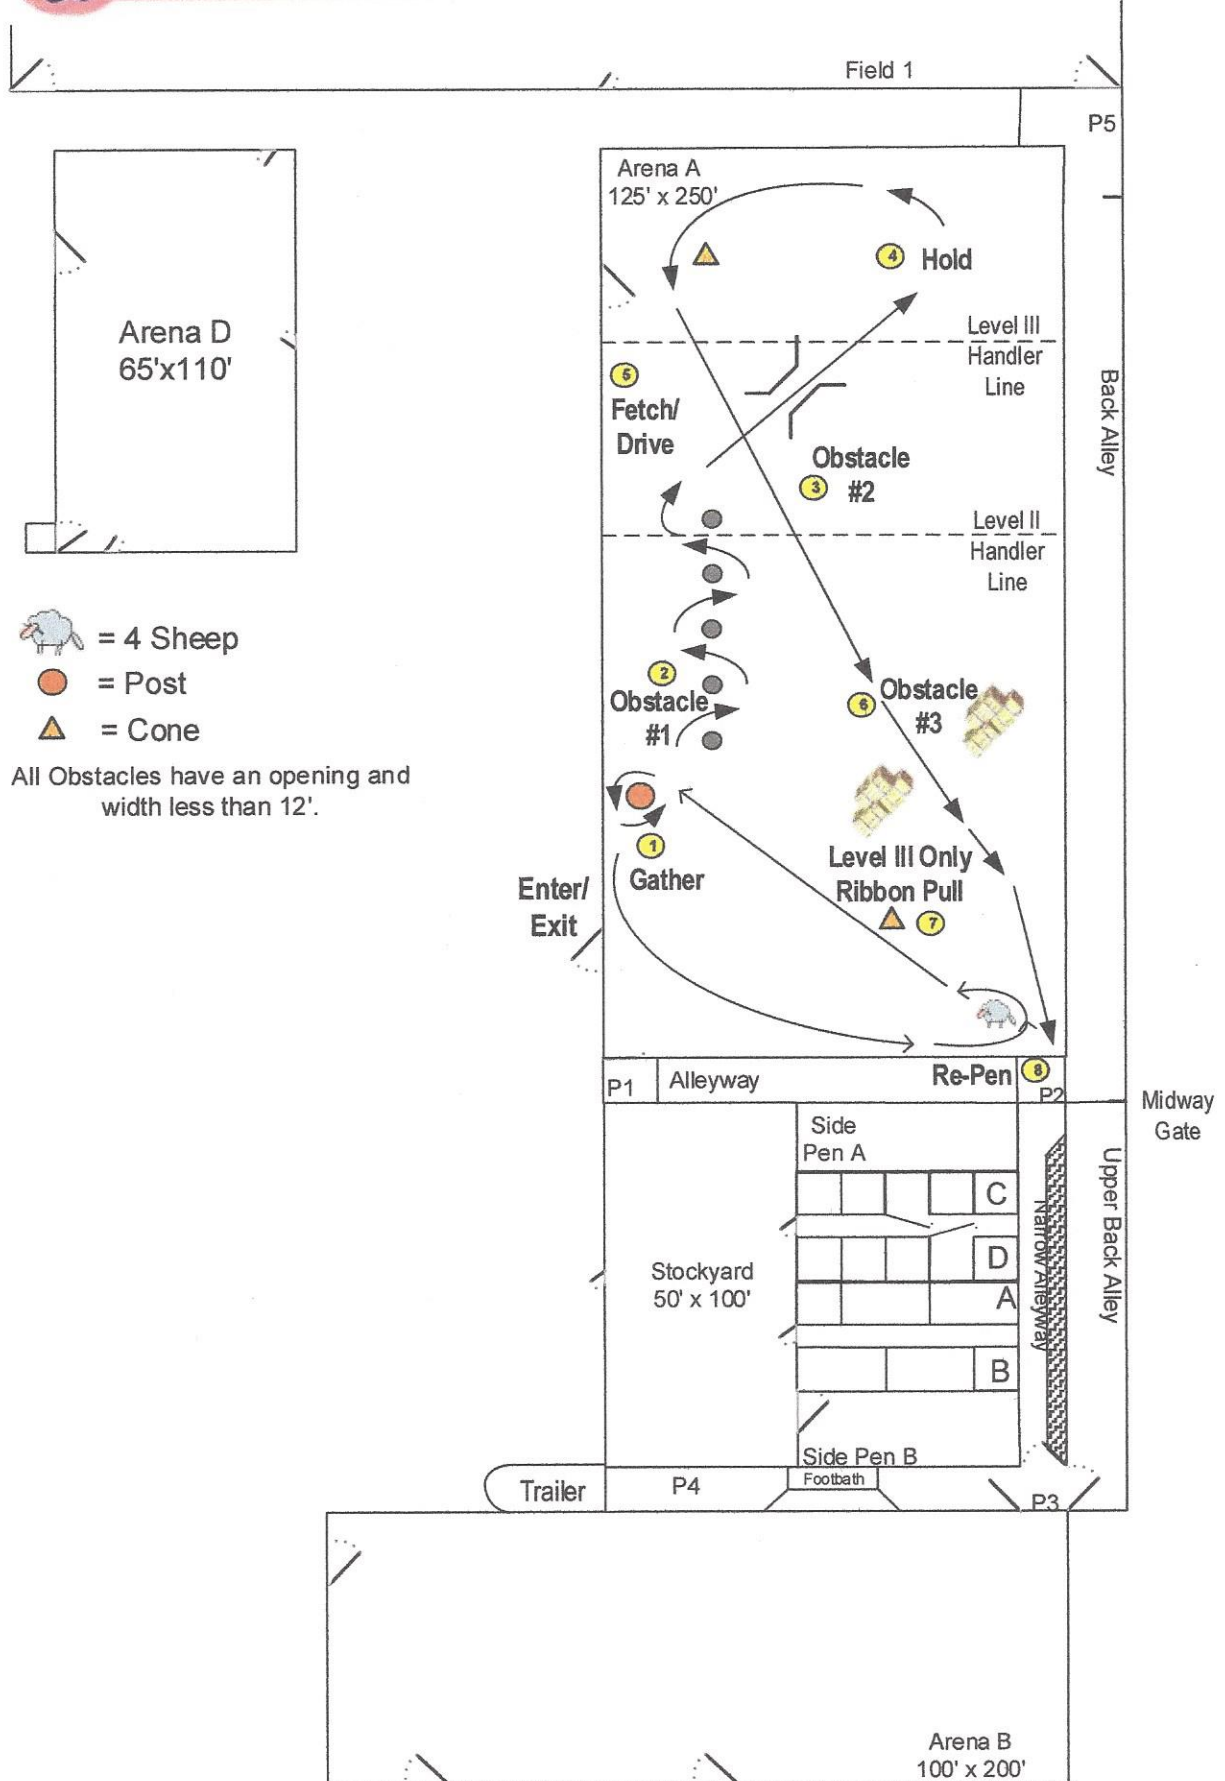 Field 1
P5
Arena A
125' x 250'
4
Hold
Arena D
65'x110'
Level III
Handler
Line
5
Fetch/
Drive
Back Alley
Obstacle
3
#2
Level II
Handler
Line
= 4 Sheep
= Post
= Cone
All Obstacles have an opening and
width less than 12'.
2
Obstacle
#1
6
Obstacle
#3
1
Gather
Level III Only
Ribbon Pull
7
Enter/
Exit
P1
Alleyway
Re-Pen
8
P2
Midway
Gate
Side
Pen A
C
D
A
B
Narrow Alleyway
Upper Back Alley
Stockyard
50' x 100'
Side Pen B
Trailer
P4
Footbath
P3
Arena B
100' x 200'